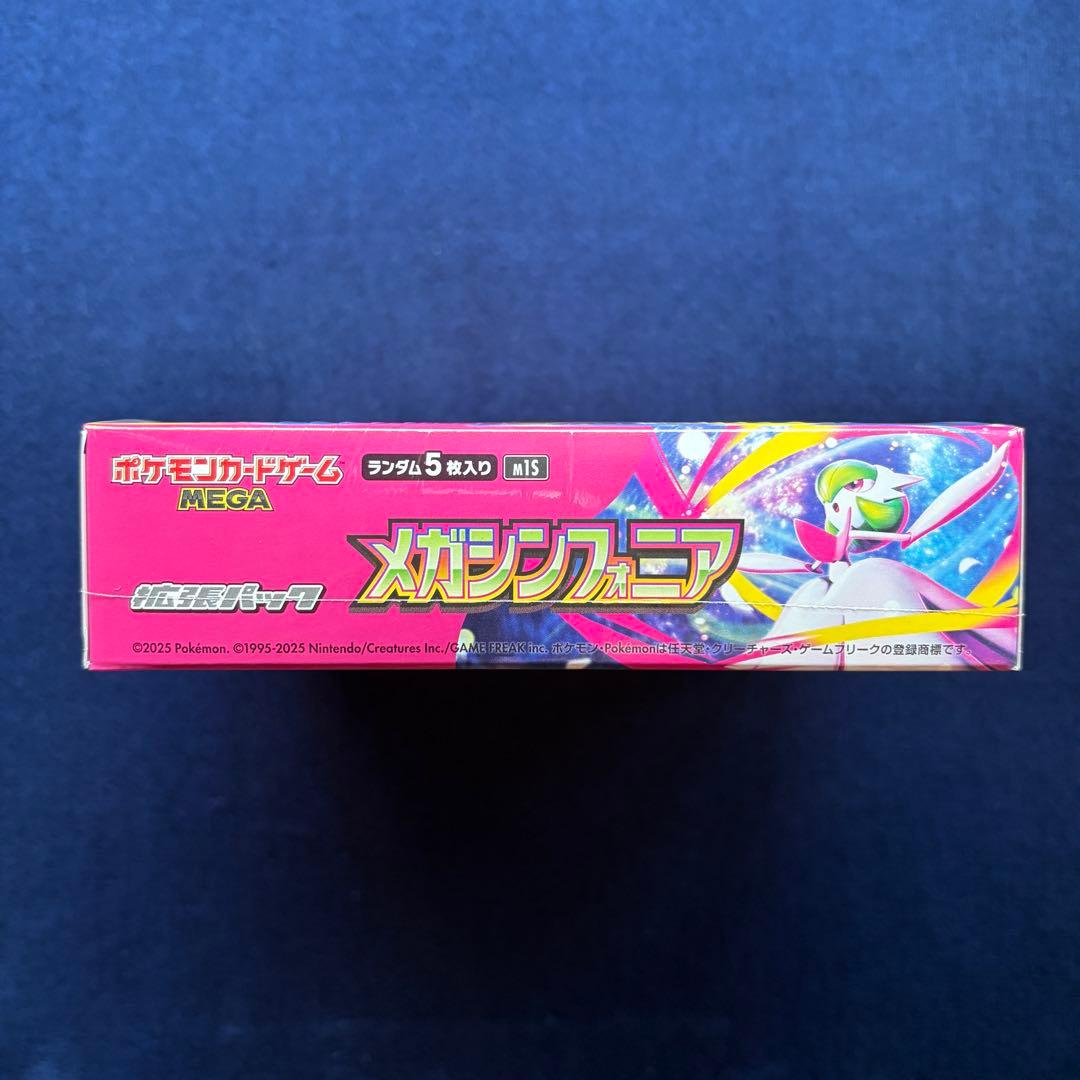 ポケモンカードゲーム
MEGA
ランダム5枚入り
m1S
メガシンフォニア
拡張パック
©2025 Pokémon. ©1995-2025 Nintendo/Creatures Inc./GAME FREAK inc. ポケモン・Pokémonは任天堂・クリーチャーズ・ゲームフリークの登録商標です。